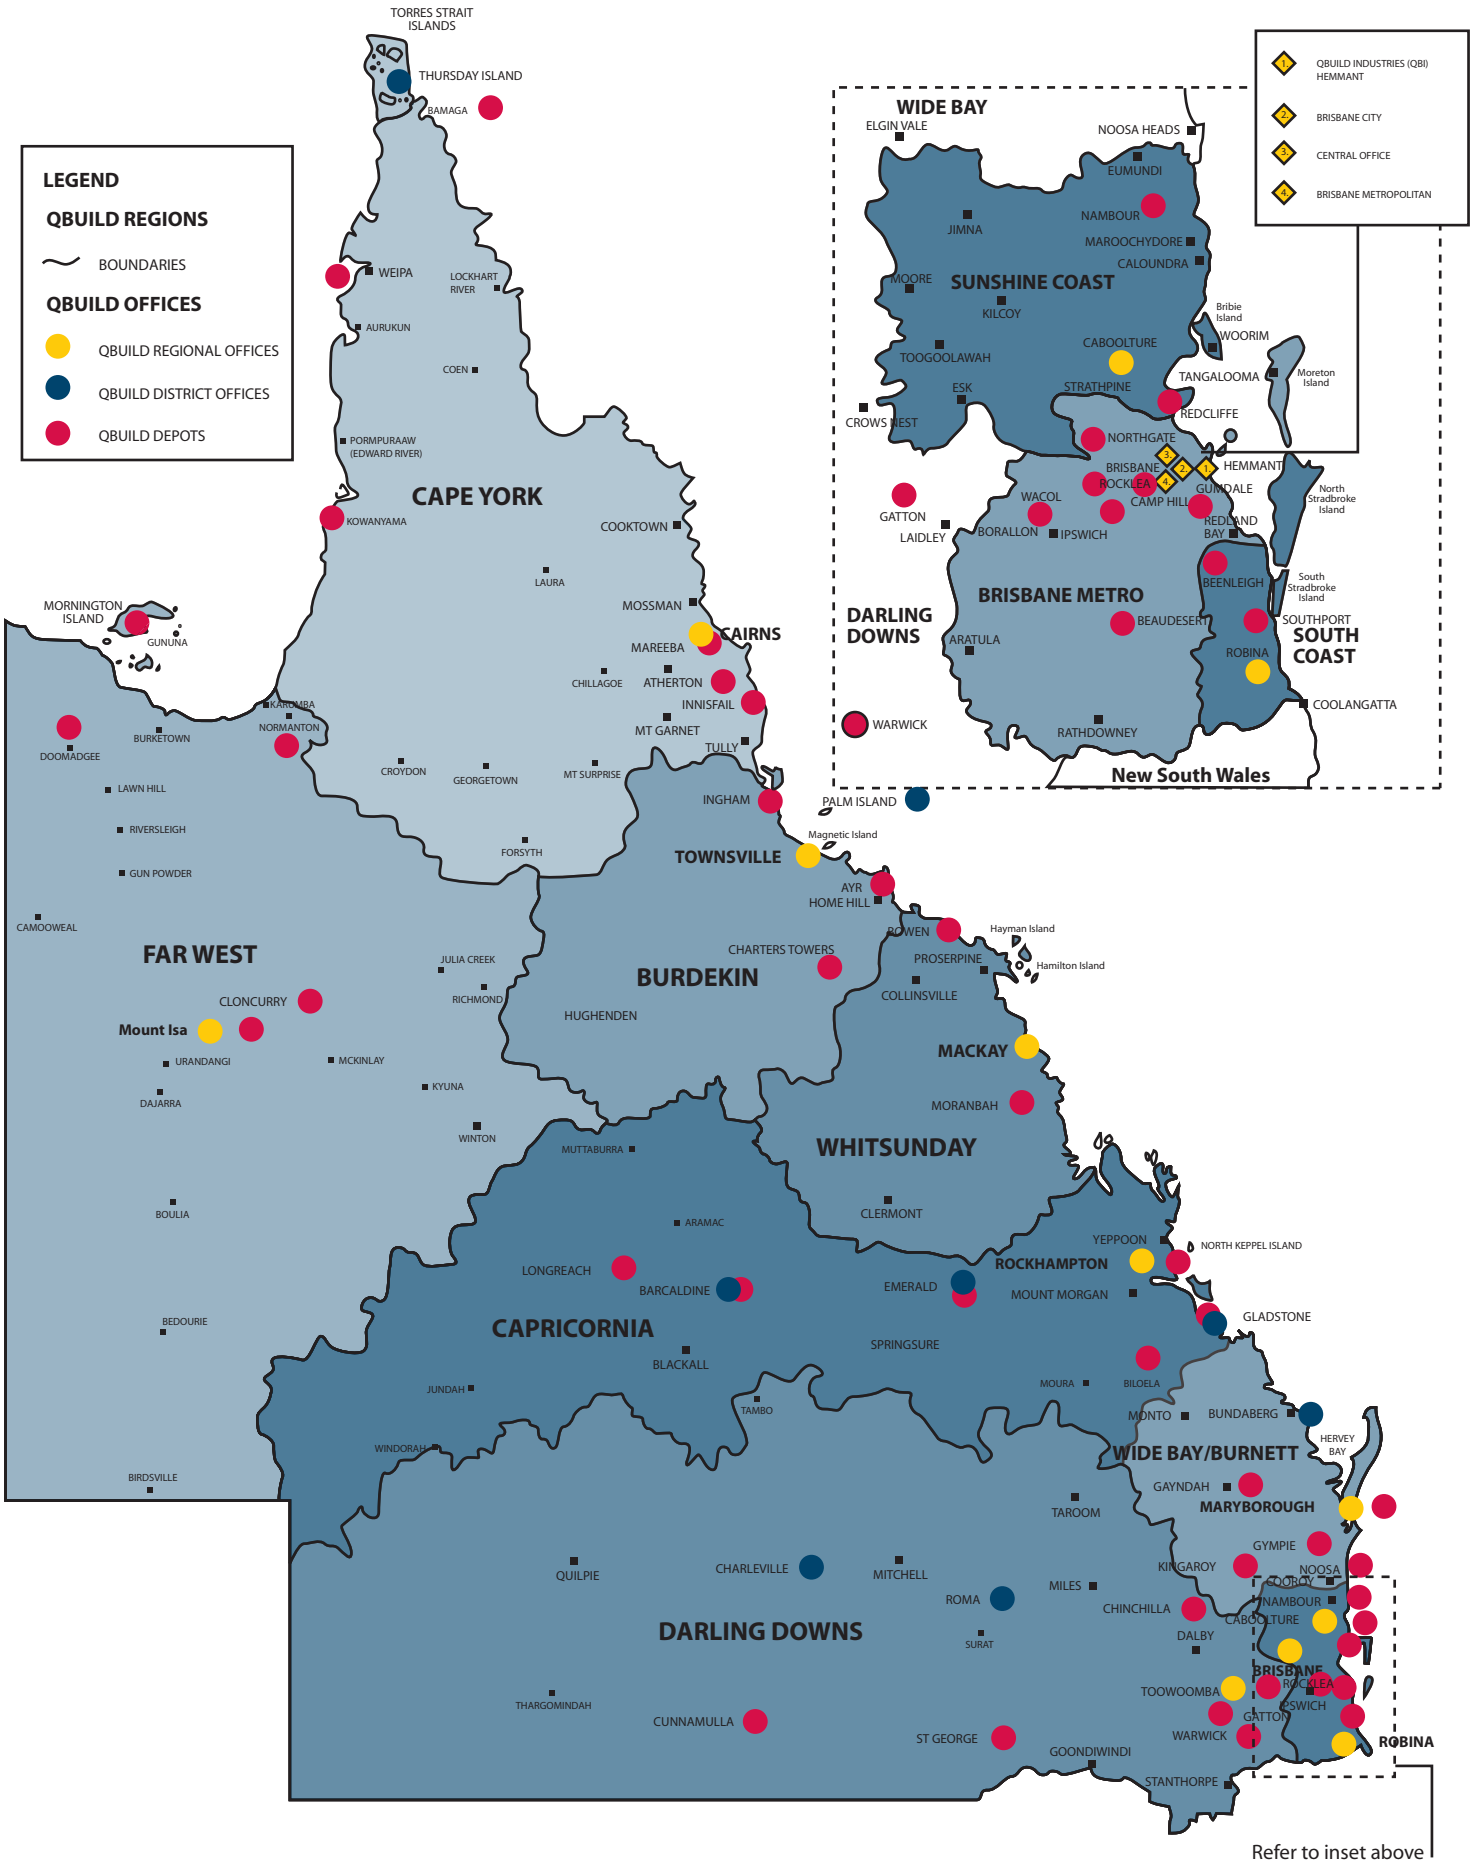 TORRES STRAIT
ISLANDS
THURSDAY ISLAND
BAMAGA
LEGEND
QBUILD REGIONS
BOUNDARIES
QBUILD OFFICES
QBUILD REGIONAL OFFICES
QBUILD DISTRICT OFFICES
QBUILD DEPOTS
1.
QBUILD INDUSTRIES (QBI)
HEMMANT
2.
BRISBANE CITY
3.
CENTRAL OFFICE
4.
BRISBANE METROPOLITAN
WIDE BAY
ELGIN VALE
NOOSA HEADS
EUMUNDI
NAMBOUR
JIMNA
MAROOCHYDORE
CALOUNDRA
MOORE
SUNSHINE COAST
KILCOY
Bribie
Island
WOORIM
CABOOLTURE
TOOGOOLAWAH
TANGALOOMA
Moreton
Island
STRATHPINE
ESK
REDCLIFFE
CROWS NEST
NORTHGATE
3.
BRISBANE
2.
1.
HEMMANT
4.
ROCKLEA
GUMDALE
WACOL
CAMP HILL
North
Stradbroke
Island
GATTON
LAIDLEY
BORALLON
IPSWICH
REDLAND
BAY
BEENLEIGH
South
Stradbroke
Island
BRISBANE METRO
DARLING
DOWNS
BEAUDESERT
SOUTHPORT
SOUTH
COAST
ARATULA
ROBINA
COOLANGATTA
WARWICK
RATHDOWNEY
New South Wales
WEIPA
LOCKHART
RIVER
AURUKUN
COEN
PORMPURAAW
(EDWARD RIVER)
CAPE YORK
KOWANYAMA
COOKTOWN
LAURA
MOSSMAN
MORNINGTON
ISLAND
GUNUNA
CAIRNS
MAREEBA
CHILLAGOE
ATHERTON
INNISFAIL
KARUMBA
NORMANTON
MT GARNET
TULLY
DOOMADGEE
BURKETOWN
CROYDON
GEORGETOWN
MT SURPRISE
LAWN HILL
INGHAM
PALM ISLAND
RIVERSLEIGH
Magnetic Island
FORSYTH
TOWNSVILLE
GUN POWDER
AYR
HOME HILL
CAMOOWEAL
BOWEN
Hayman Island
FAR WEST
JULIA CREEK
CHARTERS TOWERS
PROSERPINE
Hamilton Island
BURDEKIN
RICHMOND
COLLINSVILLE
CLONCURRY
HUGHENDEN
Mount Isa
MACKAY
URANDANGI
MCKINLAY
KYUNA
DAJARRA
MORANBAH
WINTON
MUTTABURRA
WHITSUNDAY
BOULIA
CLERMONT
ARAMAC
YEPPOON
NORTH KEPPEL ISLAND
LONGREACH
ROCKHAMPTON
BARCALDINE
EMERALD
MOUNT MORGAN
BEDOURIE
CAPRICORNIA
GLADSTONE
SPRINGSURE
BLACKALL
JUNDAH
MOURA
BILOELA
TAMBO
MONTO
BUNDABERG
WINDORAH
WIDE BAY/BURNETT
HERVEY
BAY
BIRDSVILLE
GAYNDAH
MARYBOROUGH
TAROOM
GYMPIE
QUILPIE
CHARLEVILLE
MITCHELL
KINGAROY
NOOSA
COOROY
MILES
ROMA
NAMBOUR
CHINCHILLA
CABOOLTURE
DARLING DOWNS
DALBY
SURAT
BRISBANE
ROCKLEA
TOOWOOMBA
IPSWICH
THARGOMINDAH
GATTON
CUNNAMULLA
WARWICK
ST GEORGE
ROBINA
GOONDIWINDI
STANTHORPE
Refer to inset above